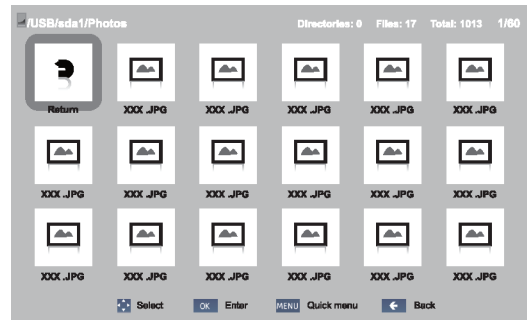 /USB/sda1/Photos Directories: 0 Files: 17 Total: 1013 1/60
Return XXX .JPG XXX .JPG XXX .JPG XXX .JPG XXX .JPG
XXX .JPG XXX .JPG XXX .JPG XXX .JPG XXX .JPG XXX .JPG
XXX .JPG XXX .JPG XXX .JPG XXX .JPG XXX .JPG XXX .JPG
Select OK Enter MENU Quick menu Back